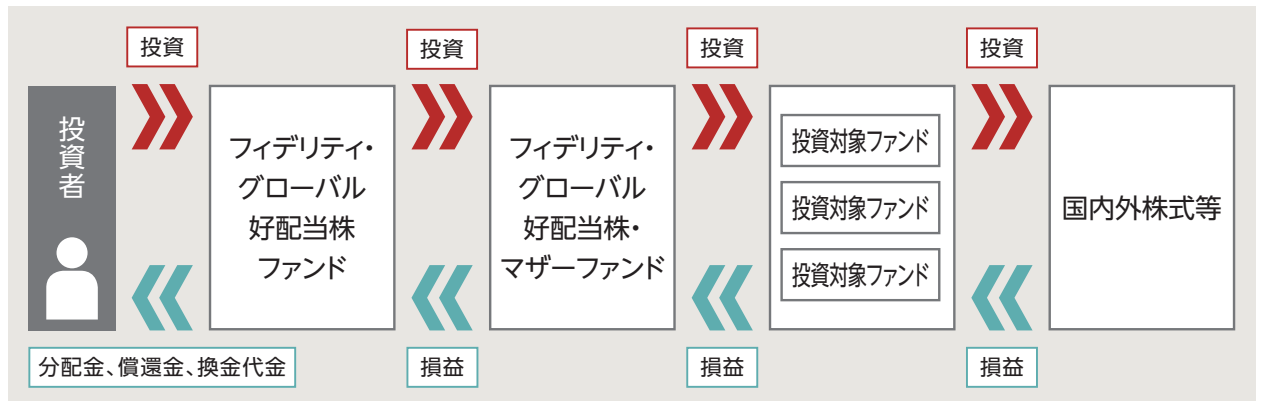 投資
投資
投資
投資
投資者
フィデリティ・
グローバル
好配当株
ファンド
フィデリティ・
グローバル
好配当株・
マザーファンド
投資対象ファンド
投資対象ファンド
投資対象ファンド
国内外株式等
分配金、償還金、換金代金
損益
損益
損益